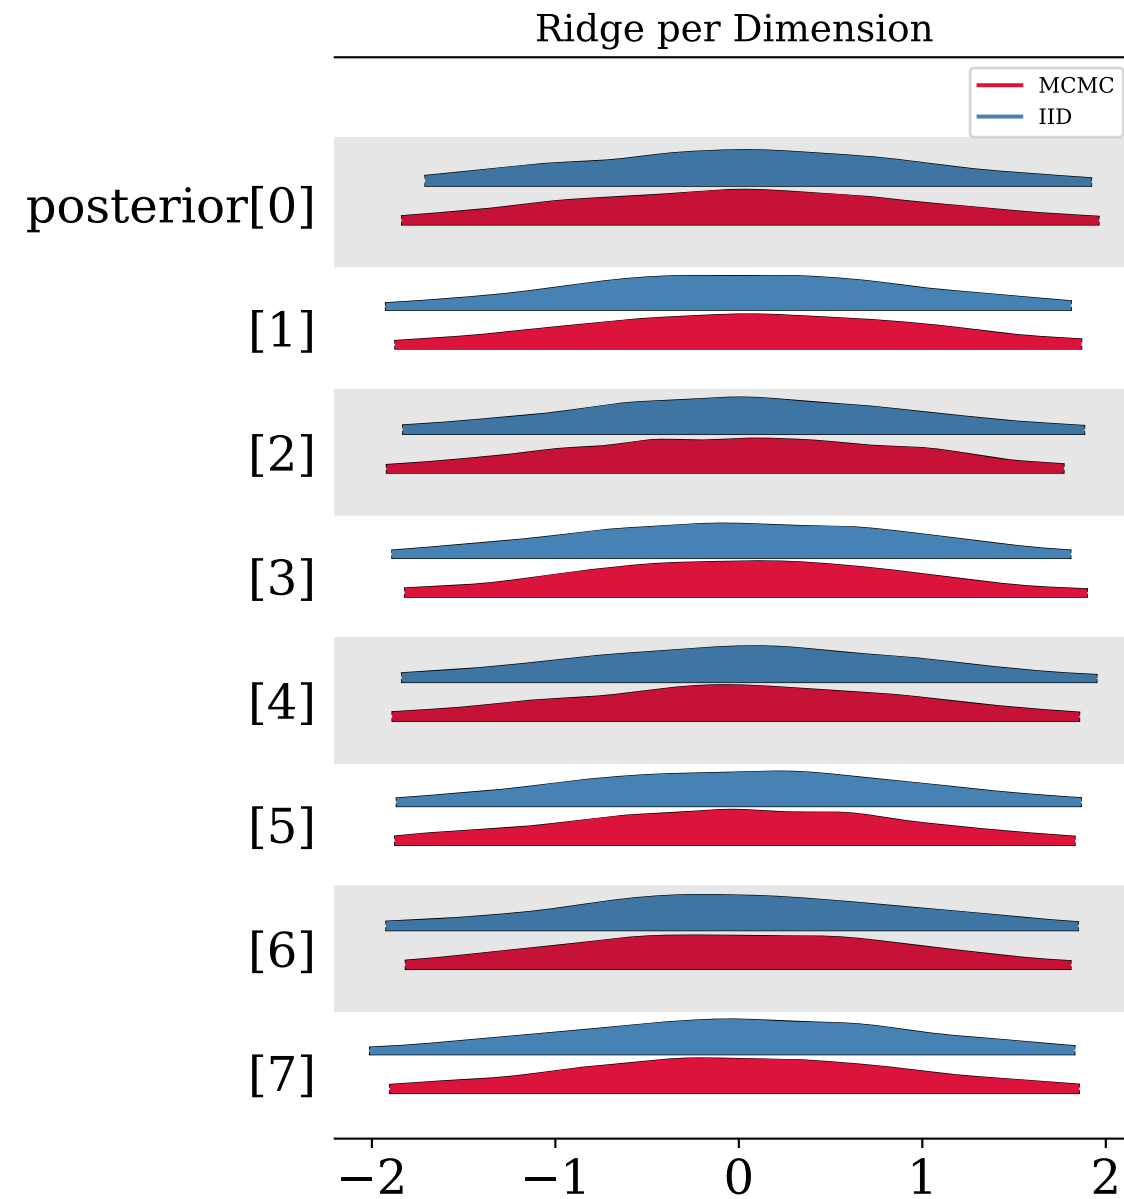 Ridge per Dimension
MCMC
IID
posterior[0]
[1]
[2]
[3]
[4]
[5]
[6]
[7]
−2 −1 0 1 2